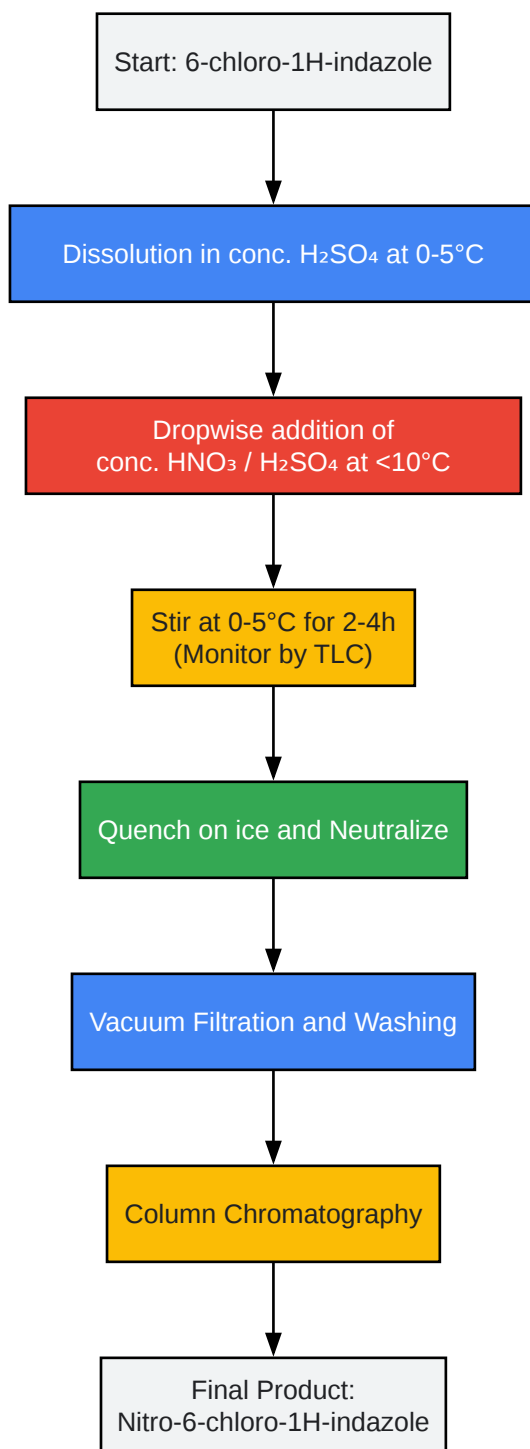 Start: 6-chloro-1H-indazole
Dissolution in conc. H₂SO₄ at 0-5°C
Dropwise addition of
conc. HNO₃ / H₂SO₄ at <10°C
Stir at 0-5°C for 2-4h
(Monitor by TLC)
Quench on ice and Neutralize
Vacuum Filtration and Washing
Column Chromatography
Final Product:
Nitro-6-chloro-1H-indazole